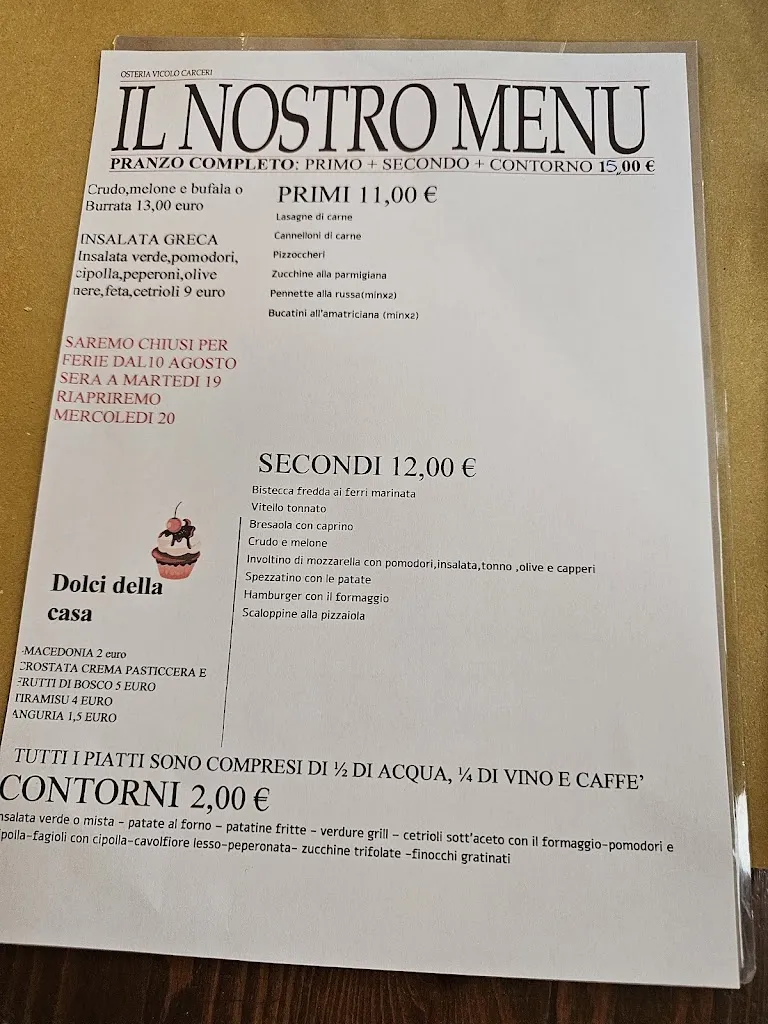 OSTERIA VICOLO CARCERI
IL NOSTRO MENU
PRANZO COMPLETO: PRIMO + SECONDO + CONTORNO 15,00 €
Crudo,melone e bufala o
Burrata 13,00 euro
INSALATA GRECA
Insalata verde,pomodori,
cipolla,peperoni,olive
nere,feta,cetrioli 9 euro
SAREMO CHIUSI PER
FERIE DAL10 AGOSTO
SERA A MARTEDI 19
RIAPRIREMO
MERCOLEDI 20
PRIMI 11,00 €
Lasagne di carne
Cannelloni di carne
Pizzoccheri
Zucchine alla parmigiana
Pennette alla russa(minx2)
Bucatini all'amatriciana (minx2)
SECONDI 12,00 €
Bistecca fredda ai ferri marinata
Vitello tonnato
Bresaola con caprino
Crudo e melone
Involtino di mozzarella con pomodori,insalata,tonno ,olive e capperi
Spezzatino con le patate
Hamburger con il formaggio
Scaloppine alla pizzaiola
Dolci della
casa
MACEDONIA 2 euro
CROSTATA CREMA PASTICCERA E
FRUTTI DI BOSCO 5 EURO
TIRAMISU 4 EURO
ANGURIA 1,5 EURO
TUTTI I PIATTI SONO COMPRESI DI ½ DI ACQUA, ¼ DI VINO E CAFFE'
CONTORNI 2,00 €
nsalata verde o mista – patate al forno – patatine fritte – verdure grill – cetrioli sott'aceto con il formaggio-pomodori e
ipolla-fagioli con cipolla-cavolfiore lesso-peperonata- zucchine trifolate -finocchi gratinati